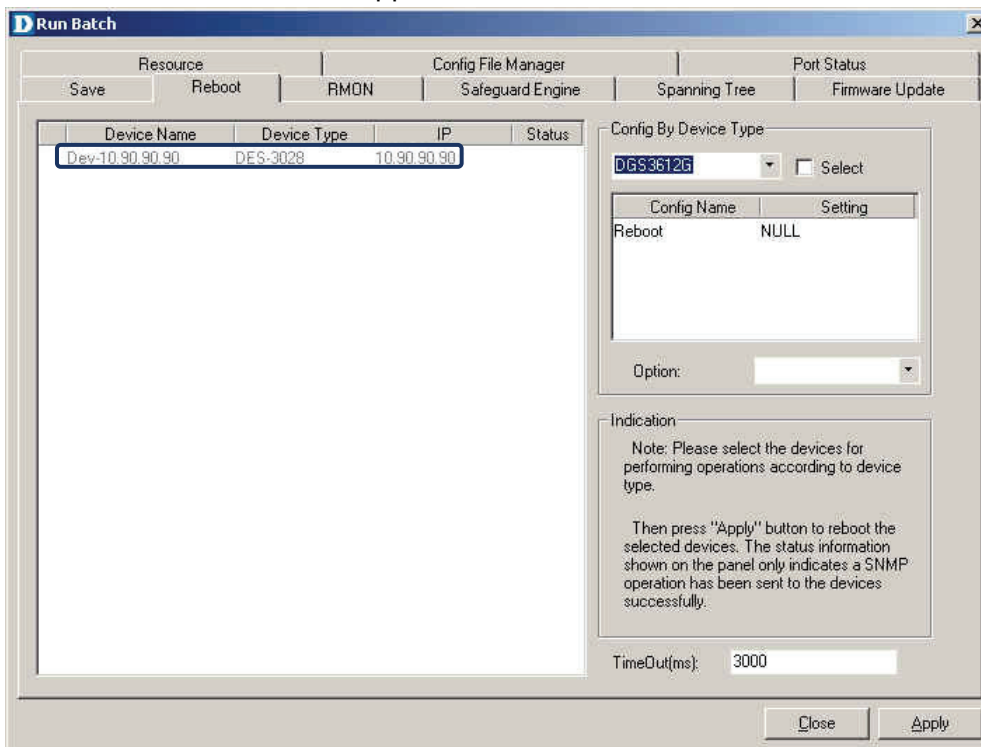 Run Batch
Resource Config File Manager Port Status
Save Reboot RMON Safeguard Engine Spanning Tree Firmware Update
Device Name Device Type IP Status
Dev-10.90.90.90 DES-3028 10.90.90.90
Config By Device Type
DGS3612G Select
Config Name Setting
Reboot NULL
Option:
Indication
Note: Please select the devices for
performing operations according to device
type.
Then press "Apply" button to reboot the
selected devices. The status information
shown on the panel only indicates a SNMP
operation has been sent to the devices
successfully.
TimeOut(ms): 3000
Close Apply